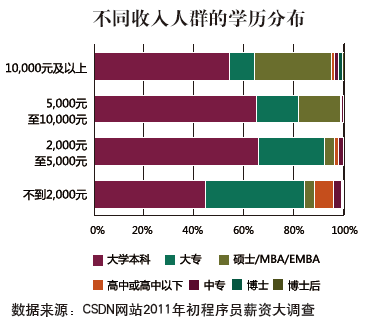 不同收入人群的学历分布
10,000元及以上
5,000元
至10,000元
2,000元
至5,000元
不到2,000元
0% 20% 40% 60% 80% 100%
大学本科 大专 硕士/MBA/EMBA
高中或高中以下 中专 博士 博士后
数据来源：CSDN网站2011年初程序员薪资大调查